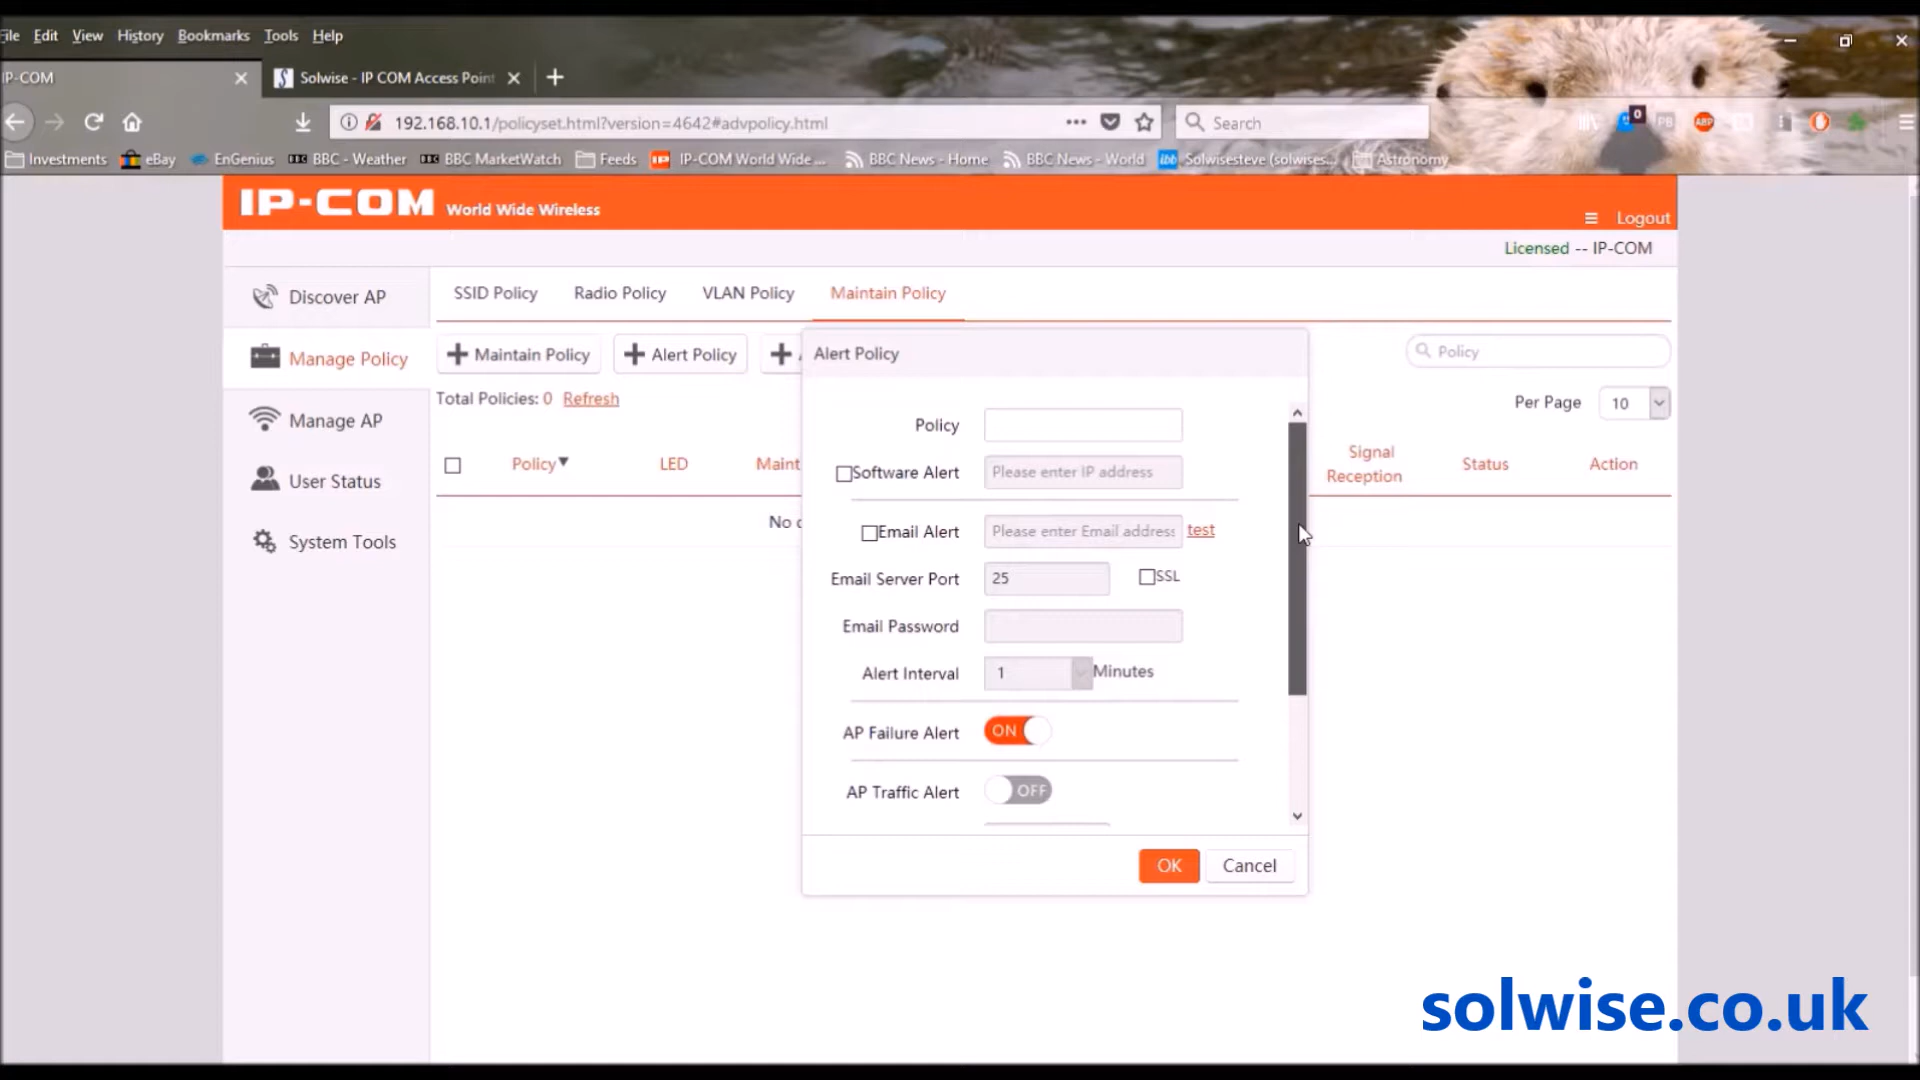 File Edit View History Bookmarks Tools Help
IP-COM
Solwise - IP COM Access Point
192.168.10.1/policyset.html?version=4642#advpolicy.html
Search
0
PB
ABP
Investments eBay EnGenius BBC - Weather BBC MarketWatch Feeds IP-COM World Wide ... BBC News - Home BBC News - World Solwisesteve (solwises... Astronomy
IP-COM World Wide Wireless
Logout
Licensed -- IP-COM
Discover AP
Manage Policy
Manage AP
User Status
System Tools
SSID Policy Radio Policy VLAN Policy Maintain Policy
Maintain Policy Alert Policy
Policy
Total Policies: 0 Refresh
Per Page 10
Policy LED Maint Signal Reception Status Action
No
Alert Policy
Policy
Software Alert Please enter IP address
Email Alert Please enter Email address test
Email Server Port 25 SSL
Email Password
Alert Interval 1 Minutes
AP Failure Alert ON
AP Traffic Alert OFF
OK Cancel
solwise.co.uk